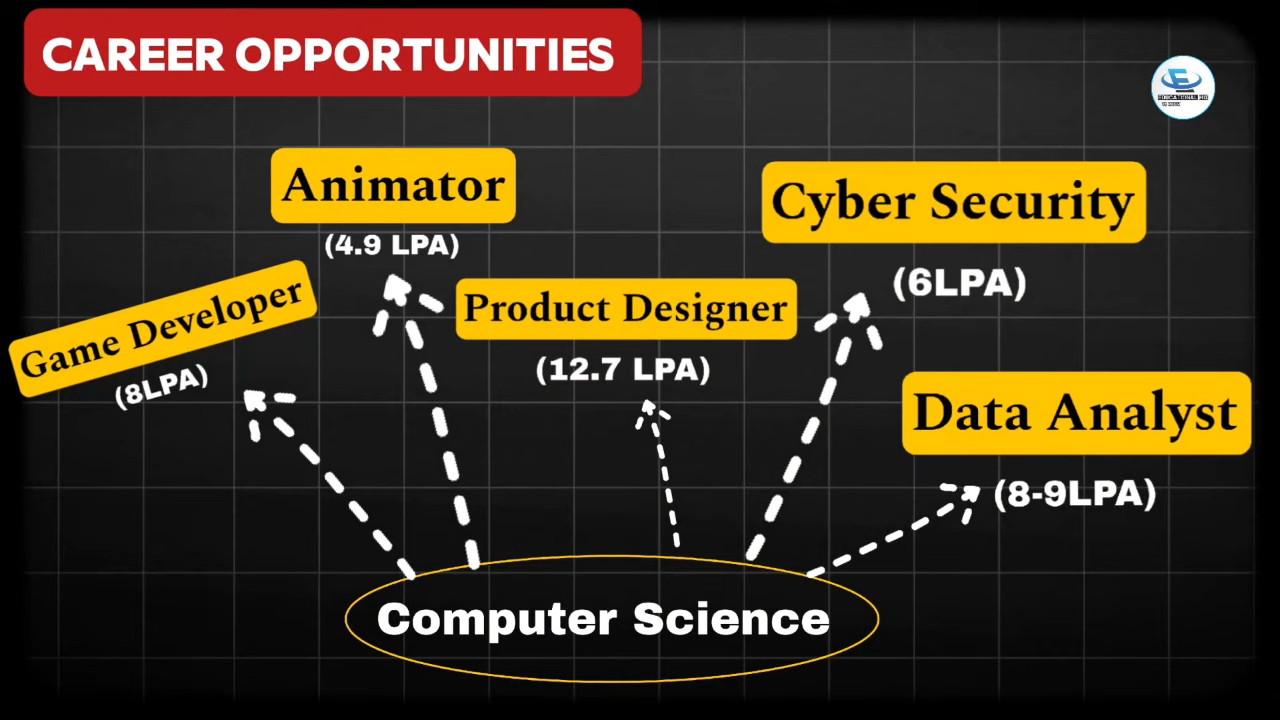 CAREER OPPORTUNITIES
Animator
(4.9 LPA)
Cyber Security
(6LPA)
Game Developer
(8LPA)
Product Designer
(12.7 LPA)
Data Analyst
(8-9LPA)
Computer Science